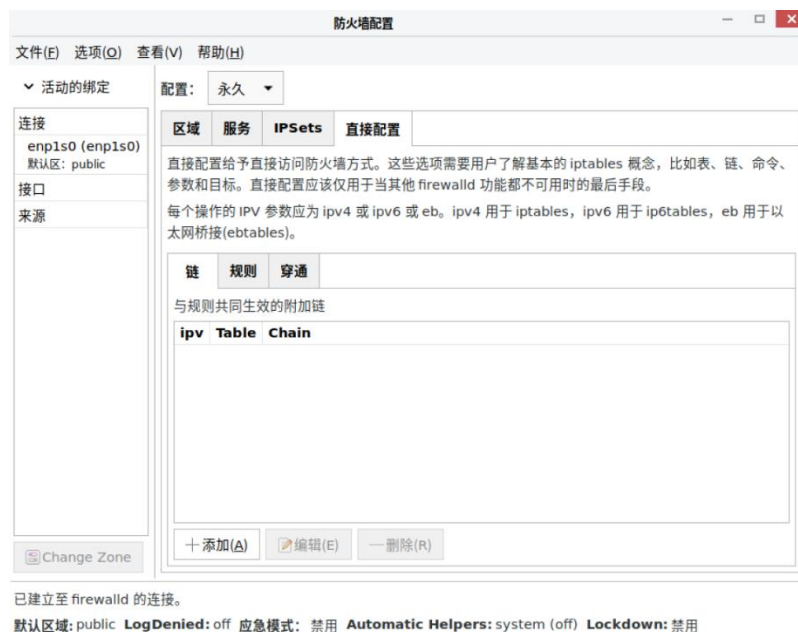 防火墙配置
文件(F) 选项(O) 查看(V) 帮助(H)
活动的绑定
连接
enp1s0 (enp1s0)
默认区: public
接口
来源
Change Zone
配置: 永久
区域 服务 IPSets 直接配置
直接配置给予直接访问防火墙方式。这些选项需要用户了解基本的 iptables 概念，比如表、链、命令、
参数和目标。直接配置应该仅用于当其他 firewalld 功能都不可用时的最后手段。
每个操作的 IPV 参数应为 ipv4 或 ipv6 或 eb。ipv4 用于 iptables，ipv6 用于 ip6tables，eb 用于以
太网桥接(ebtables)。
链 规则 穿通
与规则共同生效的附加链
ipv Table Chain
添加(A) 编辑(E) 删除(R)
已建立至 firewalld 的连接。
默认区域: public LogDenied: off 应急模式: 禁用 Automatic Helpers: system (off) Lockdown: 禁用